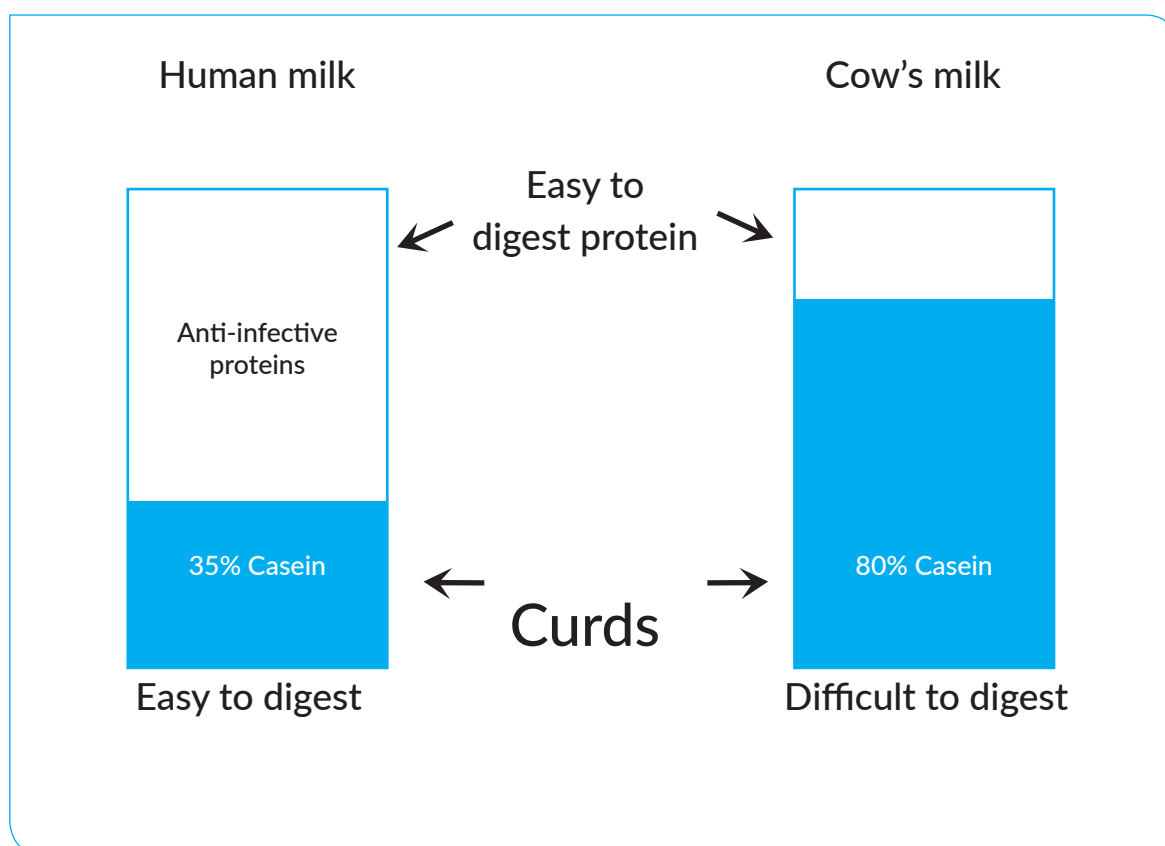 Human milk
Cow’s milk
Easy to
digest protein
Anti-infective
proteins
35% Casein
80% Casein
Curds
Easy to digest
Difficult to digest